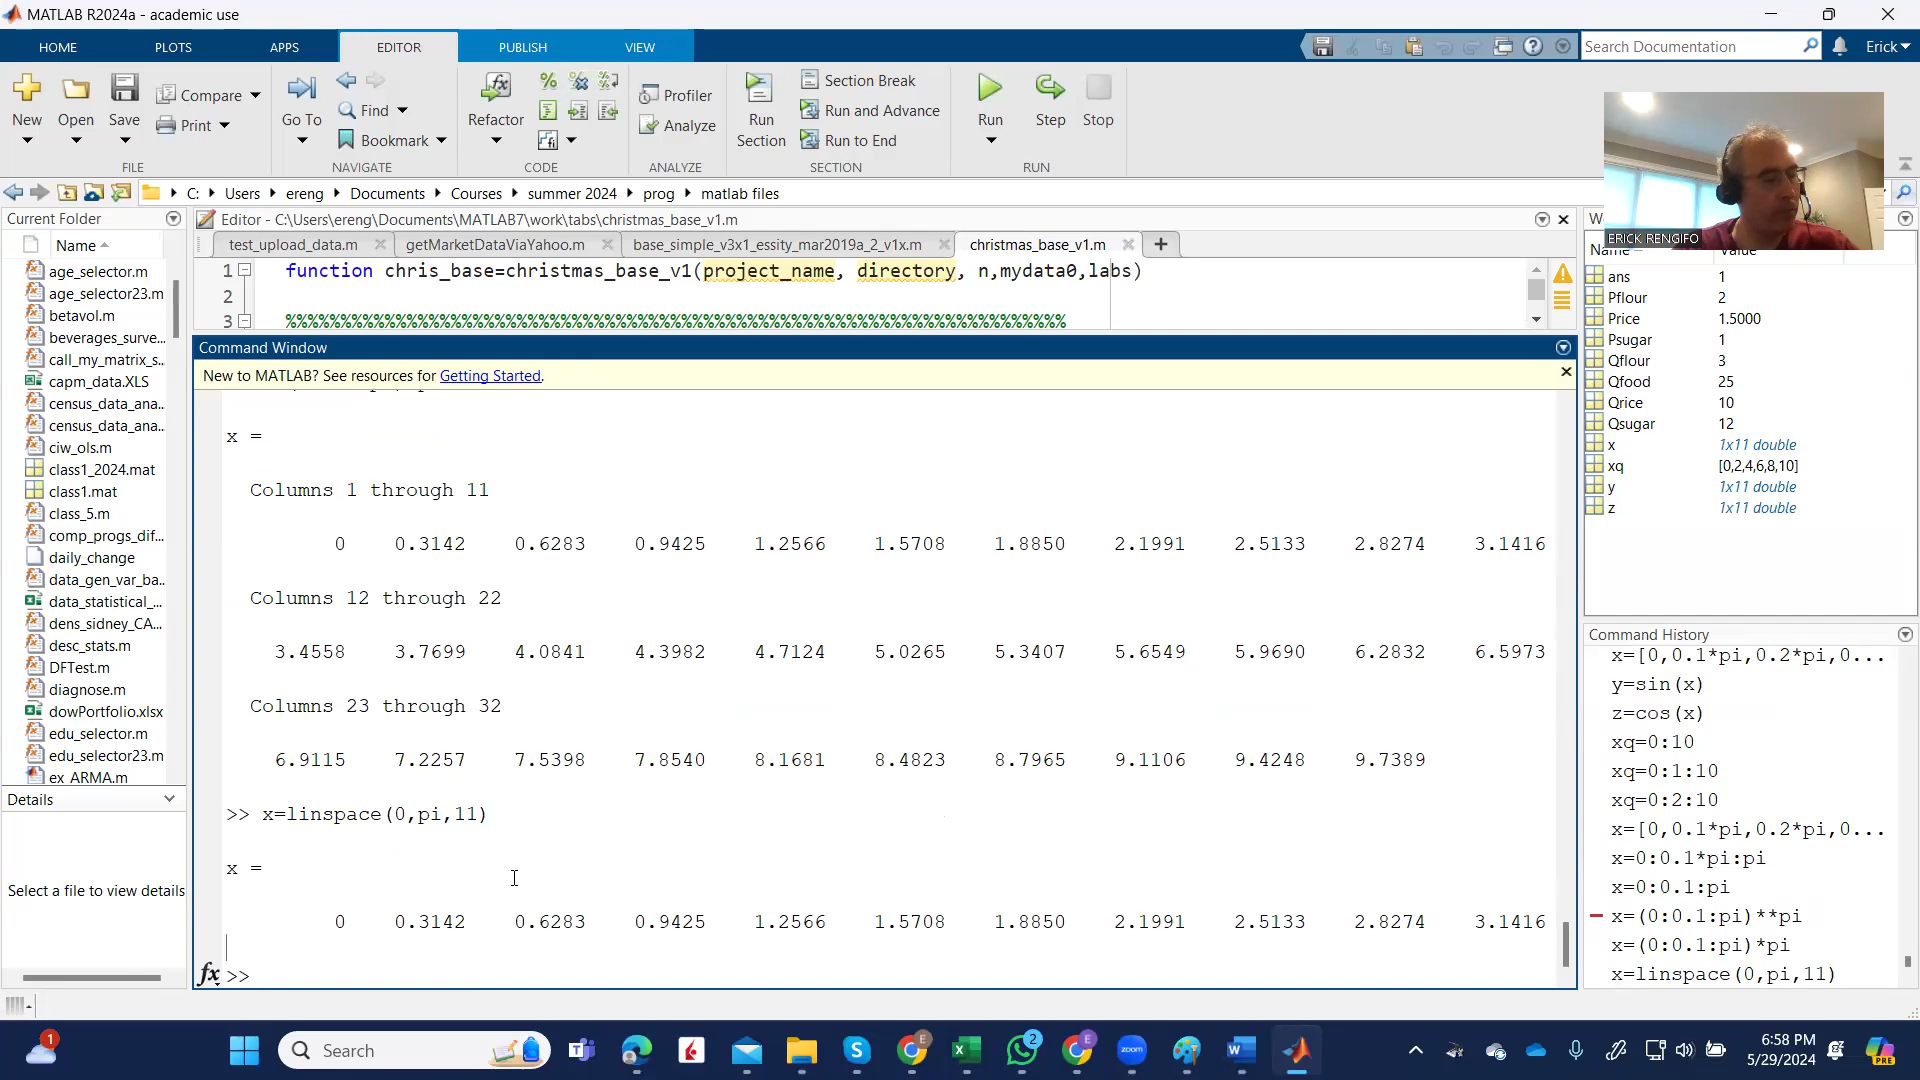 MATLAB R2024a - academic use
HOME PLOTS APPS EDITOR PUBLISH VIEW
Search Documentation
Erick
New Open Save Compare Print
FILE
Go To Find Bookmark
NAVIGATE
Refactor
CODE
Profiler Analyze
ANALYZE
Run Section Section Break Run and Advance Run to End
SECTION
Run Step Stop
RUN
C: Users ereng Documents Courses summer 2024 prog matlab files
ERICK RENGIFO
Current Folder
Name
age_selector.m
age_selector23.m
betavol.m
beverages_surve...
call_my_matrix_s...
capm_data.XLS
census_data_ana...
census_data_ana...
ciw_ols.m
class1_2024.mat
class1.mat
class_5.m
comp_progs_dif...
daily_change
data_gen_var_ba...
data_statistical_...
dens_sidney_CA...
desc_stats.m
DFTest.m
diagnose.m
dowPortfolio.xlsx
edu_selector.m
edu_selector23.m
ex_ARMA.m
Details
Select a file to view details
Editor - C:\Users\ereng\Documents\MATLAB7\work\tabs\christmas_base_v1.m
test_upload_data.m getMarketDataViaYahoo.m base_simple_v3x1_essity_mar2019a_2_v1x.m christmas_base_v1.m
1 function chris_base=christmas_base_v1(project_name, directory, n,mydata0,labs)
2
3 %%%%%%%%%%%%%%%%%%%%%%%%%%%%%%%%%%%%%%%%%%%%%%%%%%%%%%%%%%%%%%%%%
Command Window
New to MATLAB? See resources for Getting Started.
x =
Columns 1 through 11
0 0.3142 0.6283 0.9425 1.2566 1.5708 1.8850 2.1991 2.5133 2.8274 3.1416
Columns 12 through 22
3.4558 3.7699 4.0841 4.3982 4.7124 5.0265 5.3407 5.6549 5.9690 6.2832 6.5973
Columns 23 through 32
6.9115 7.2257 7.5398 7.8540 8.1681 8.4823 8.7965 9.1106 9.4248 9.7389
>> x=linspace(0,pi,11)
x =
0 0.3142 0.6283 0.9425 1.2566 1.5708 1.8850 2.1991 2.5133 2.8274 3.1416
fx >>
ans 1
Pflour 2
Price 1.5000
Psugar 1
Qflour 3
Qfood 25
Qrice 10
Qsugar 12
x 1x11 double
xq [0,2,4,6,8,10]
y 1x11 double
z 1x11 double
Command History
x=[0,0.1*pi,0.2*pi,0...
y=sin(x)
z=cos(x)
xq=0:10
xq=0:1:10
xq=0:2:10
x=[0,0.1*pi,0.2*pi,0...
x=0:0.1*pi:pi
x=0:0.1:pi
x=(0:0.1:pi)**pi
x=(0:0.1:pi)*pi
x=linspace(0,pi,11)
1
Search
zoom
2
6:58 PM
5/29/2024
PRE